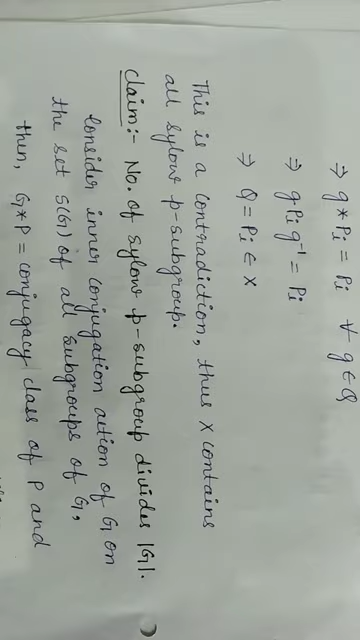 ⇒ g * Pi = Pi ∀ g ∈ Q
⇒ g Pi g⁻¹ = Pi
⇒ Q = Pi ∈ X
This is a contradiction, thus X contains
all sylow p-subgroup.
Claim:- No. of sylow p-subgroup divides |G|.
Consider inner conjugation action of G on
the set S(G) of all subgroups of G,
then, G * P = conjugacy class of P and